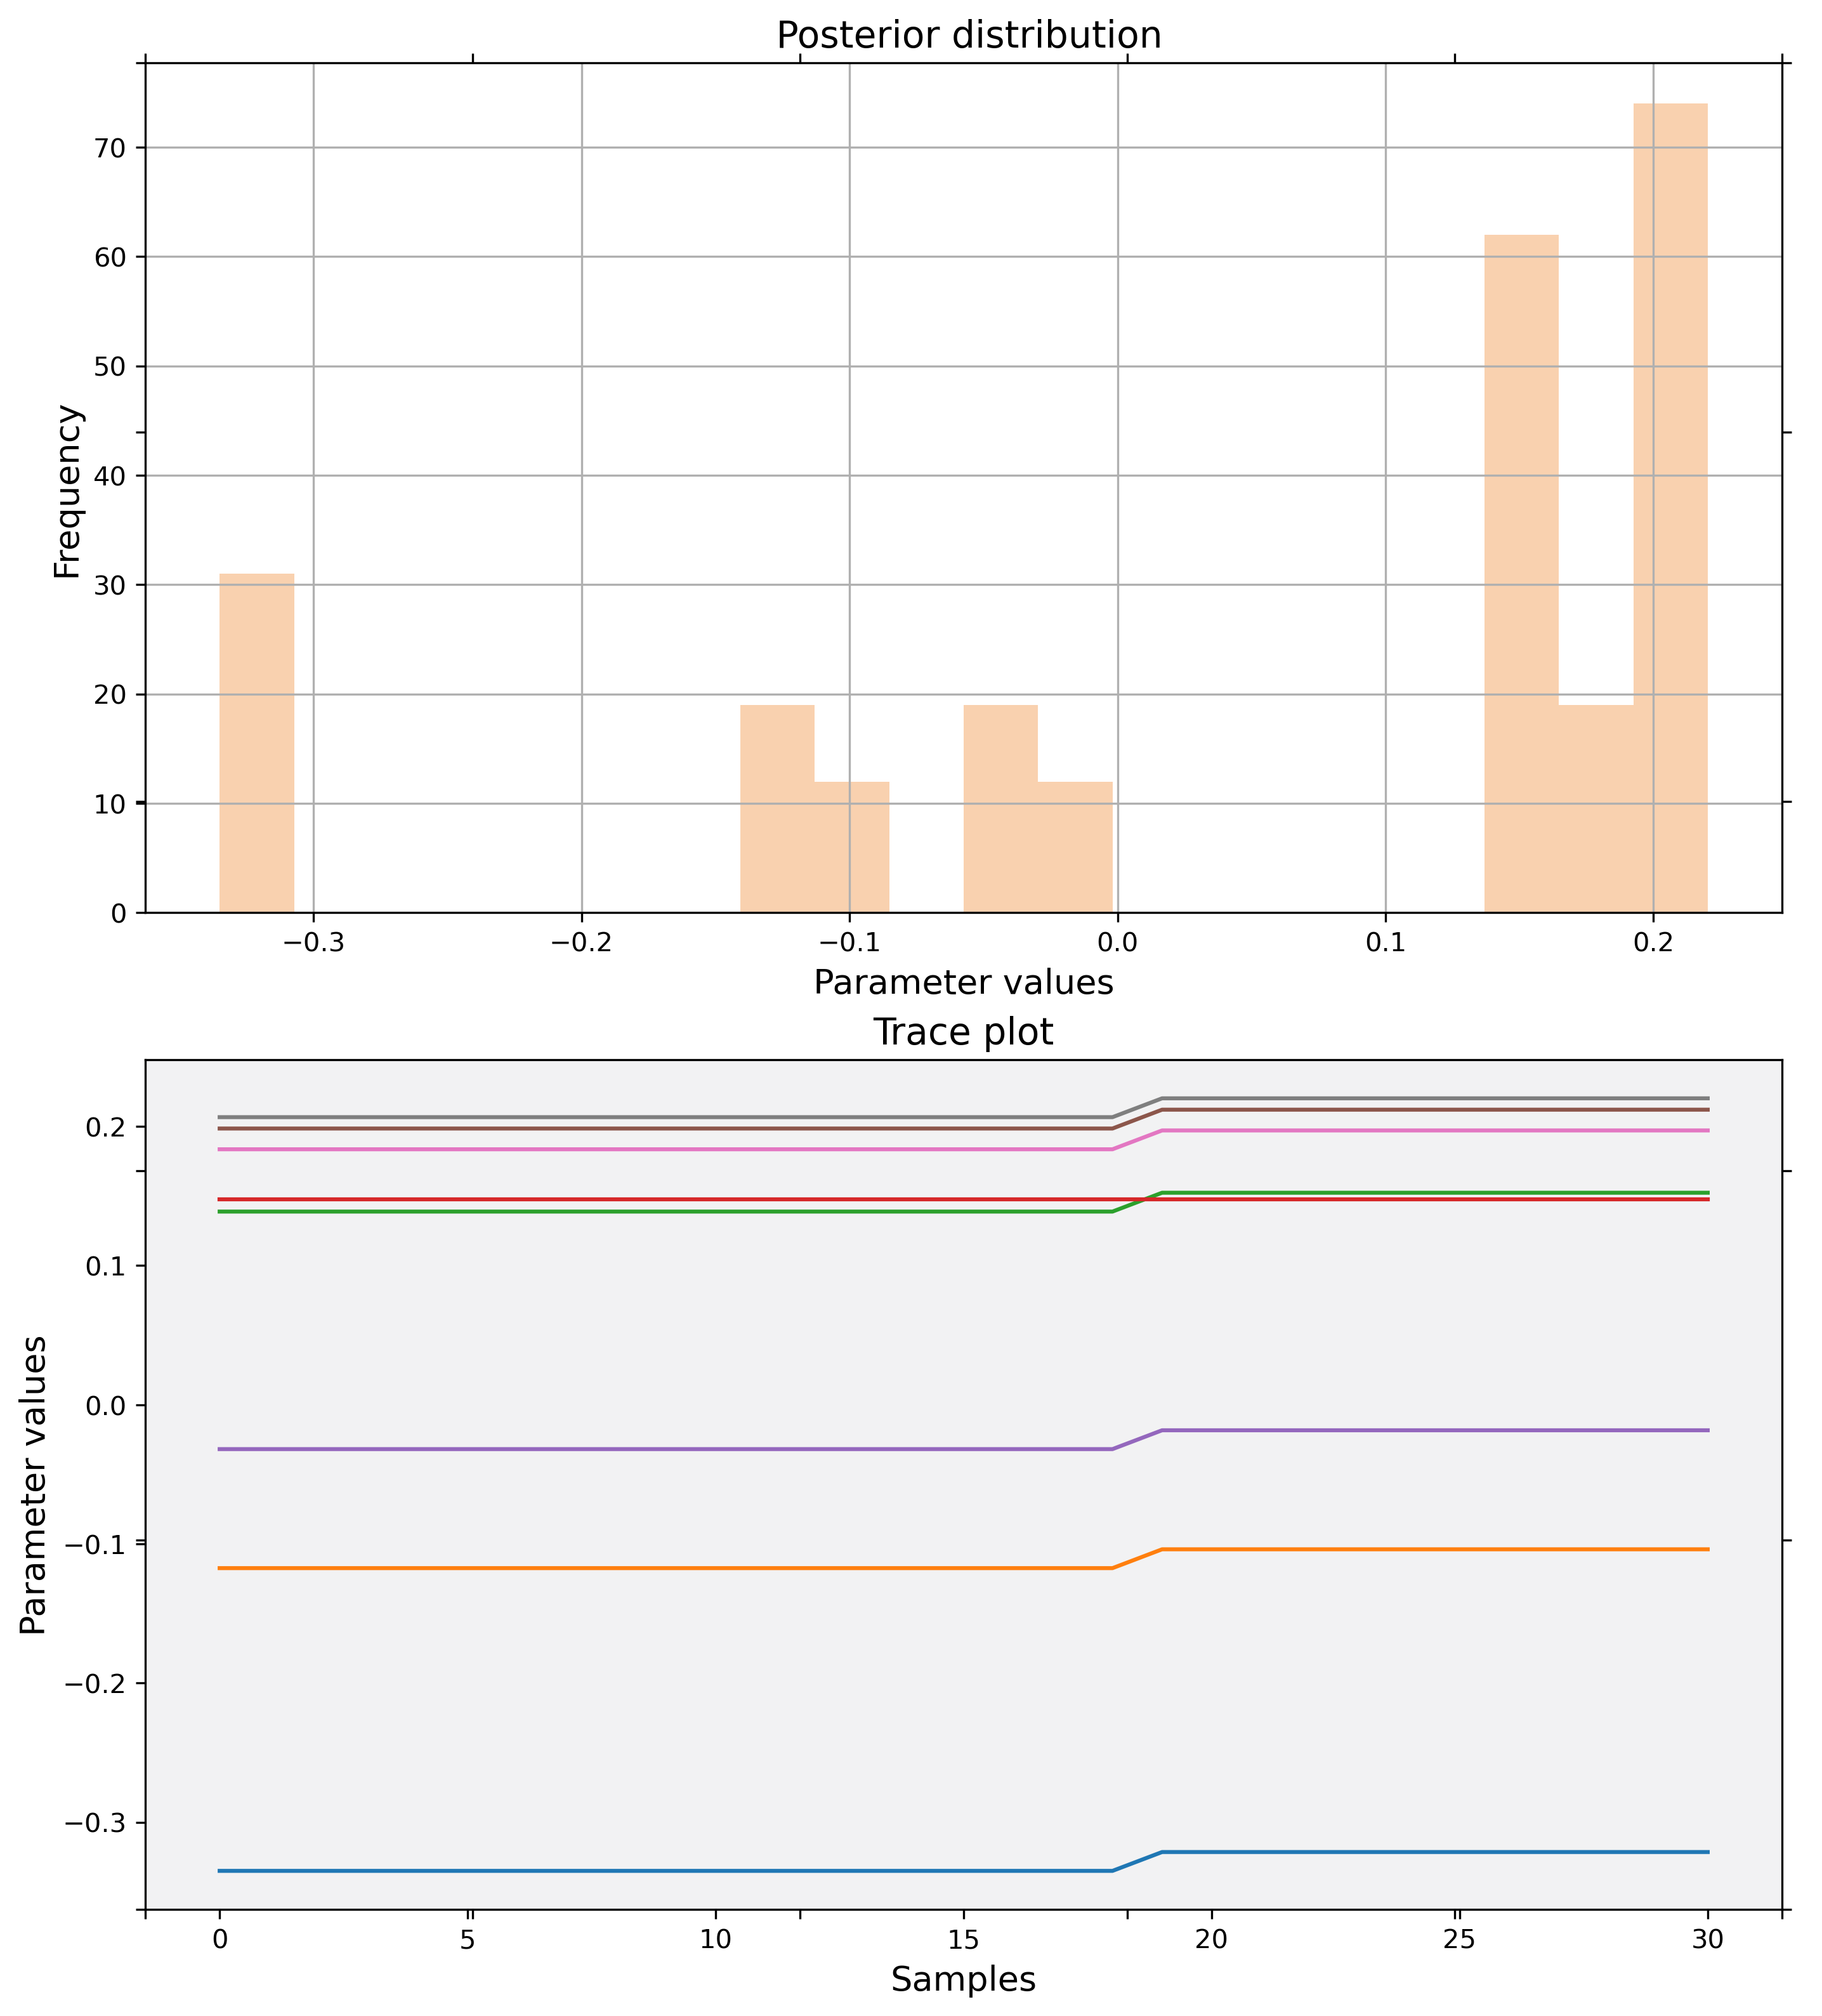 Posterior distribution
70
60
50
40
30
20
10
0
Frequency
−0.3 −0.2 −0.1 0.0 0.1 0.2
Parameter values
Trace plot
0.2
0.1
0.0
−0.1
−0.2
−0.3
Parameter values
0 5 10 15 20 25 30
Samples